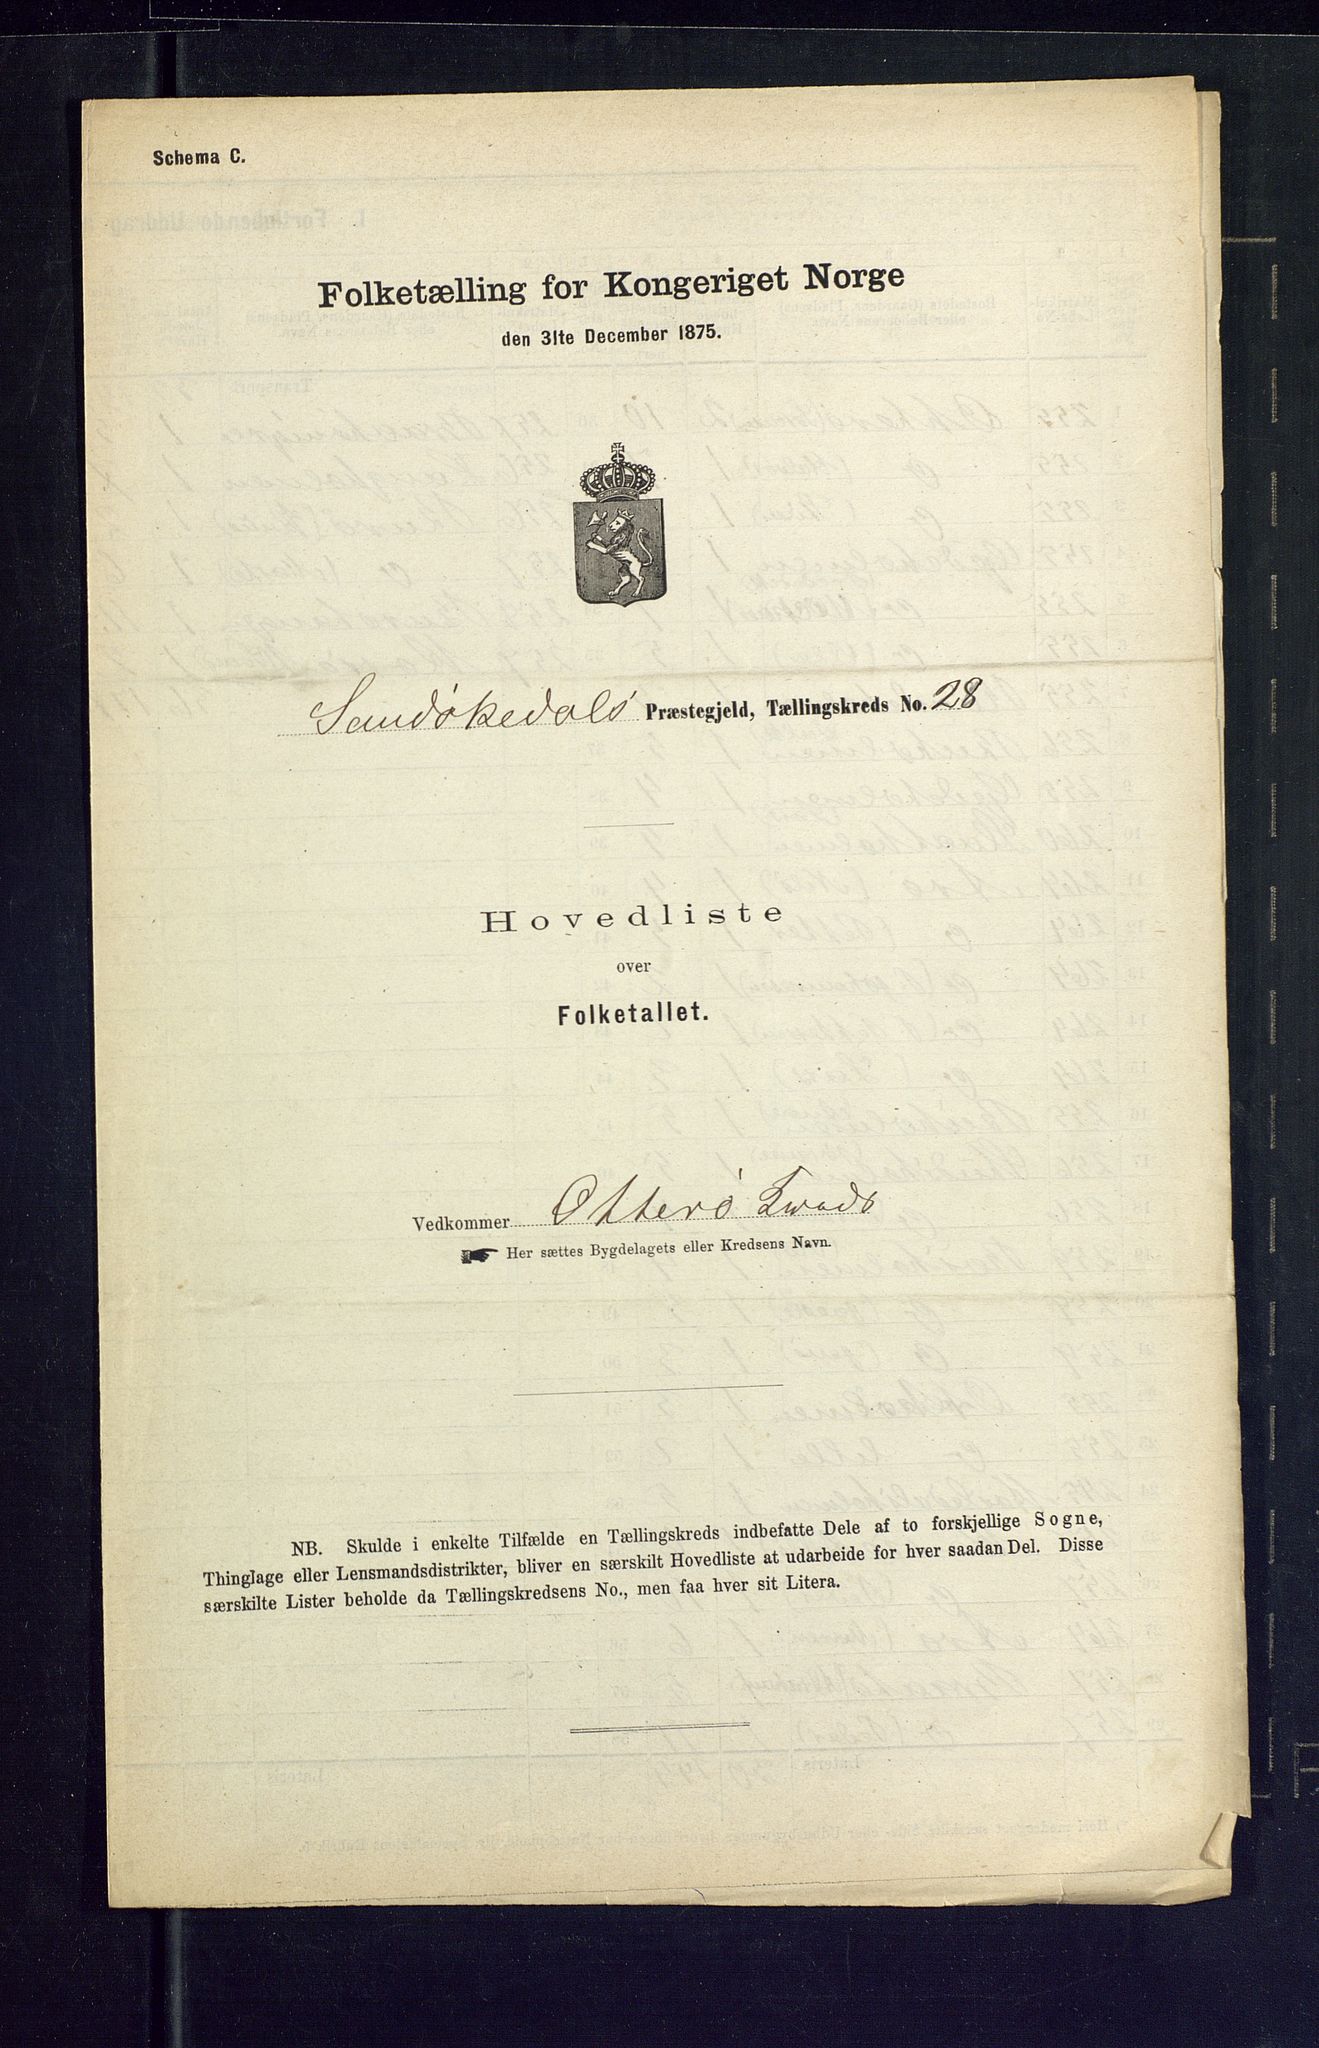 Schema C.
Folketælling for Kongeriget Norge
den 31te December 1875.
Sandøkedals Præstegjeld, Tællingskreds No. 28
Hovedliste
over
Folketallet.
Vedkommer Otterö Krads
Her sættes Bygdelagets eller Kredsens Navn.
NB. Skulde i enkelte Tilfælde en Tællingskreds indbefatte Dele af to forskjellige Sogne,
Thinglage eller Lensmandsdistrikter, bliver en særskilt Hovedliste at udarbeide for hver saadan Del. Disse
særskilte Lister beholde da Tællingskredsens No., men faa hver sit Litera.